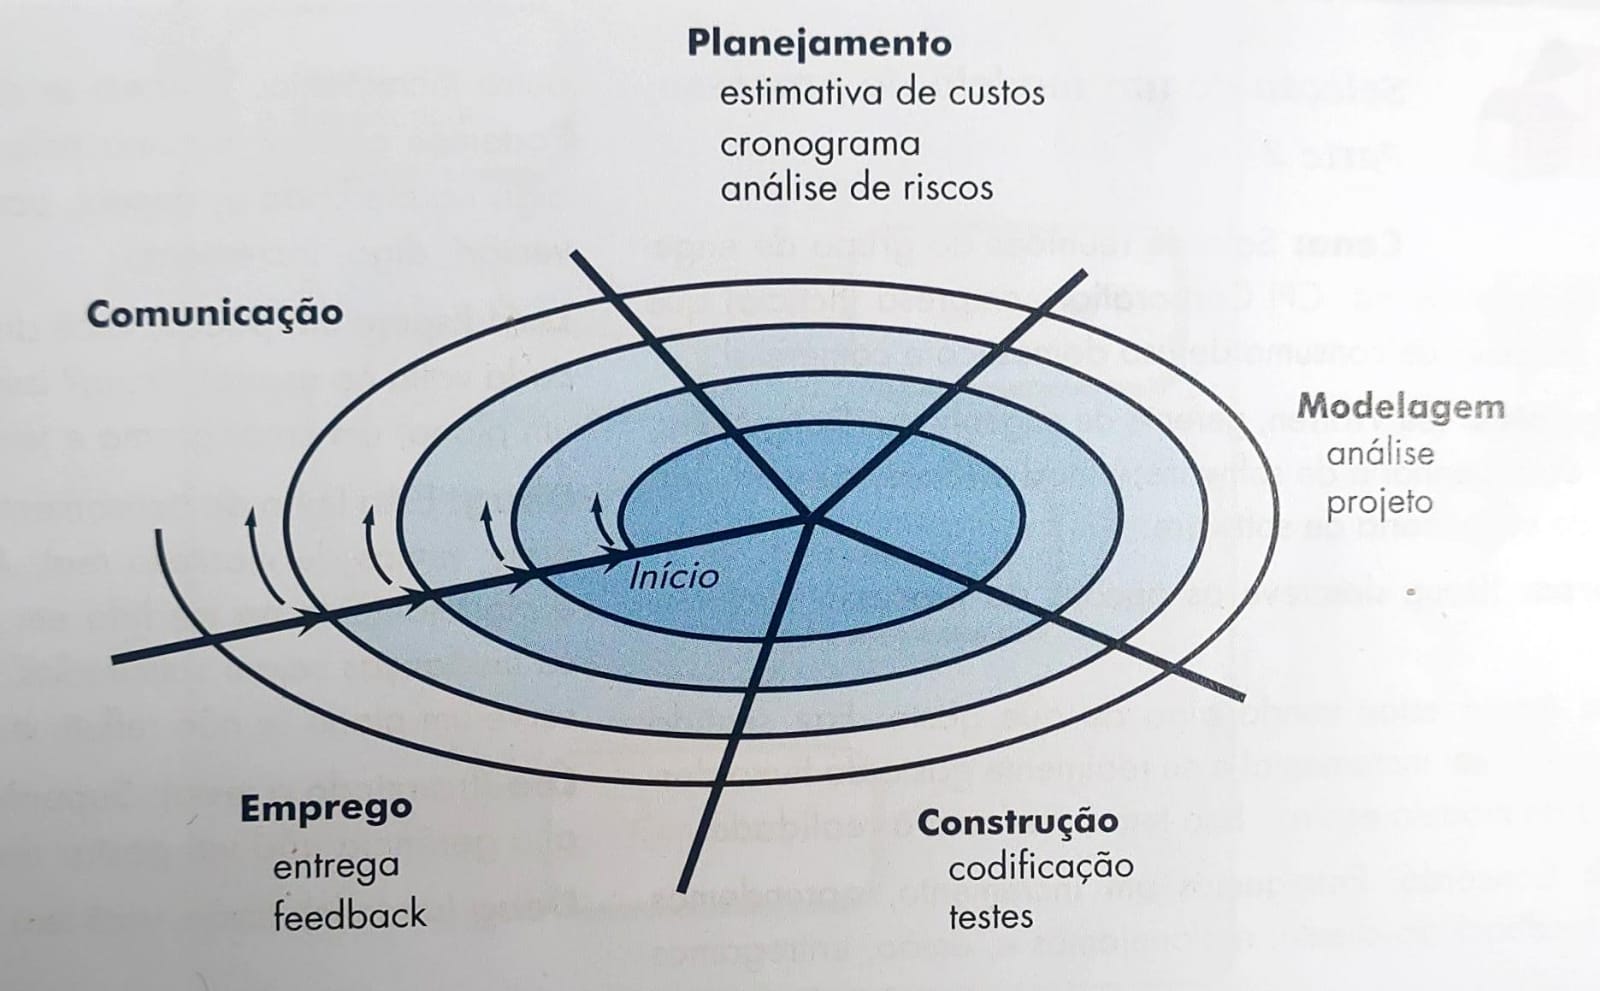 Planejamento
estimativa de custos
cronograma
análise de riscos
Comunicação
Modelagem
análise
projeto
Início
Emprego
entrega
feedback
Construção
codificação
testes